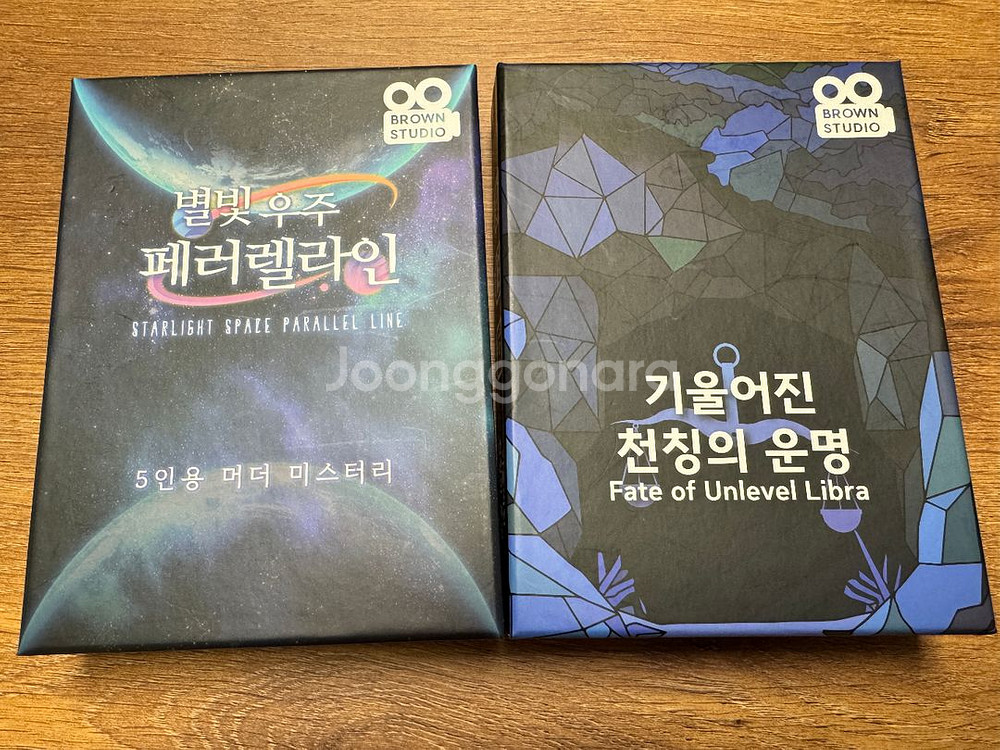 BROWN
STUDIO
별빛 우주
페러렐라인
STARLIGHT SPACE PARALLEL LINE
5인용 머더 미스터리
BROWN
STUDIO
기울어진
천칭의 운명
Fate of Unlevel Libra
Joonggonara